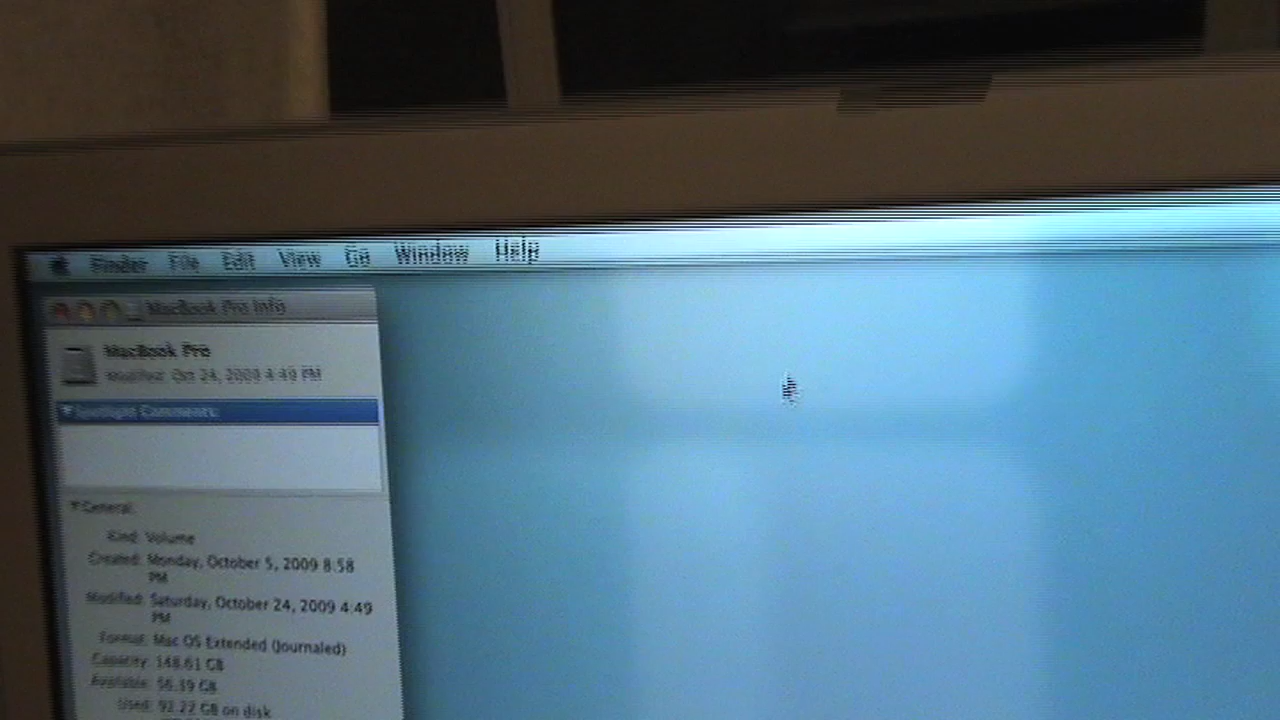 Finder File Edit View Go Window Help
MacBook Pro Info
MacBook Pro
Modified: Oct 24, 2009 4:49 PM
Spotlight Comments:
General:
Kind: Volume
Created: Monday, October 5, 2009 8:58
PM
Modified: Saturday, October 24, 2009 4:49
PM
Format: Mac OS Extended (Journaled)
Capacity: 148.61 GB
Available: 56.39 GB
Used: 92.22 GB on disk